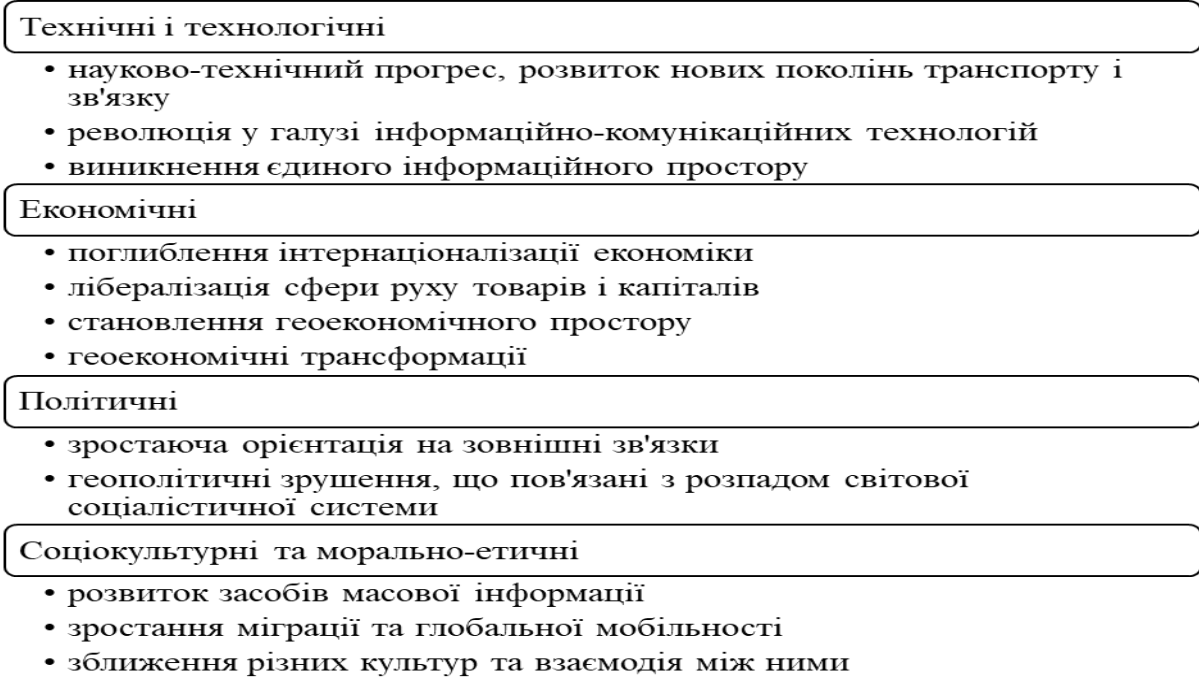 Технічні і технологічні
• науково-технічний прогрес, розвиток нових поколінь транспорту і
зв'язку
• революція у галузі інформаційно-комунікаційних технологій
• виникнення єдиного інформаційного простору
Економічні
• поглиблення інтернаціоналізації економіки
• лібералізація сфери руху товарів і капіталів
• становлення геоекономічного простору
• геоекономічні трансформації
Політичні
• зростаюча орієнтація на зовнішні зв'язки
• геополітичні зрушення, що пов'язані з розпадом світової
соціалістичної системи
Соціокультурні та морально-етичні
• розвиток засобів масової інформації
• зростання міграції та глобальної мобільності
• зближення різних культур та взаємодія між ними